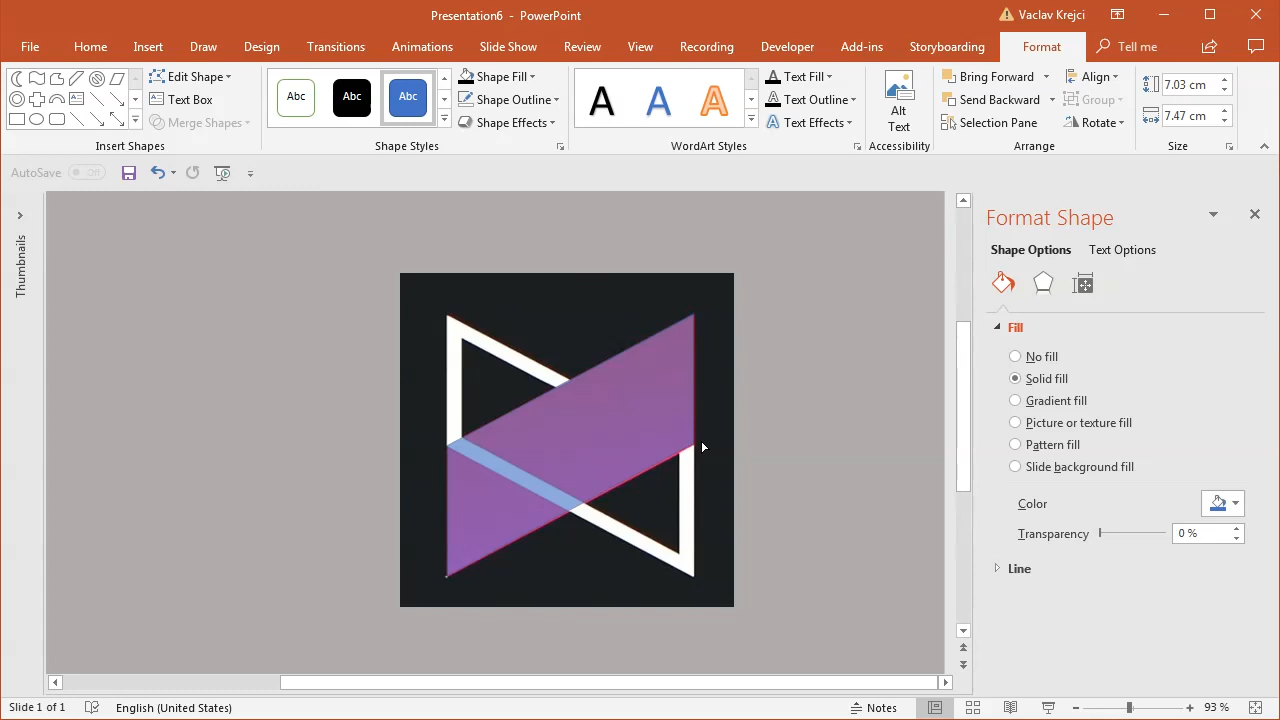 Presentation6 - PowerPoint
Vaclav Krejci
File Home Insert Draw Design Transitions Animations Slide Show Review View Recording Developer Add-ins Storyboarding Format Tell me
Edit Shape Abc Abc Abc Shape Fill A A A Text Fill Bring Forward Align 7.03 cm
Shape Outline Text Outline Alt Text Send Backward Group 7.47 cm
Merge Shapes Shape Effects Text Effects Selection Pane Rotate
Insert Shapes Shape Styles WordArt Styles Accessibility Arrange Size
AutoSave Off
Thumbnails
Format Shape
Shape Options Text Options
Fill
No fill
Solid fill
Gradient fill
Picture or texture fill
Pattern fill
Slide background fill
Color
Transparency 0 %
Line
Slide 1 of 1 English (United States) Notes 93 %